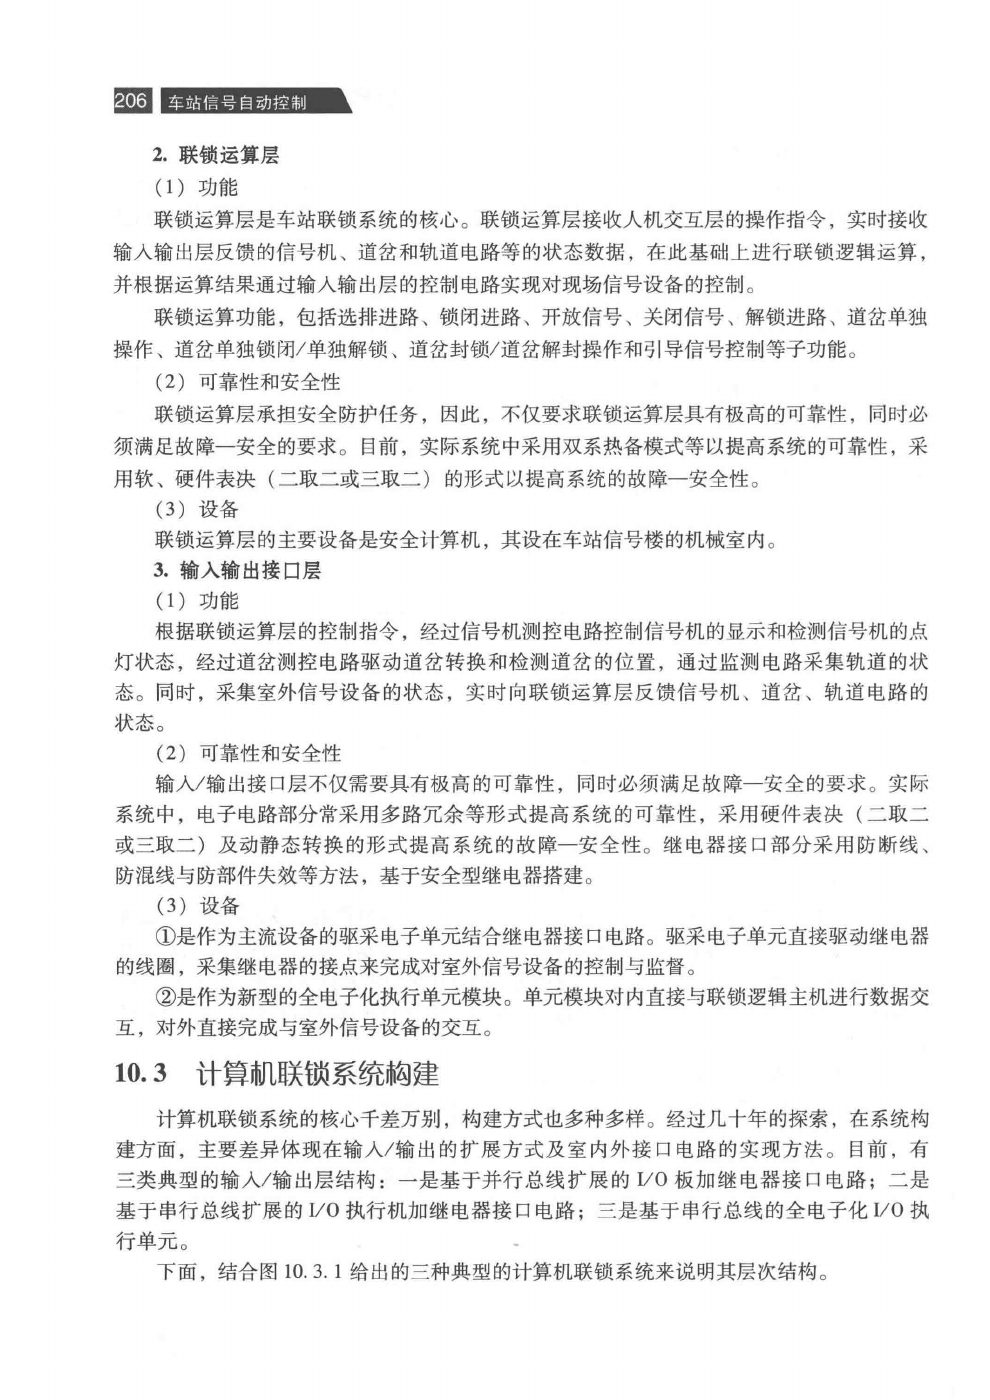 206 车站信号自动控制
2. 联锁运算层
（1）功能
联锁运算层是车站联锁系统的核心。联锁运算层接收人机交互层的操作指令，实时接收
输入输出层反馈的信号机、道岔和轨道电路等的状态数据，在此基础上进行联锁逻辑运算，
并根据运算结果通过输入输出层的控制电路实现对现场信号设备的控制。
联锁运算功能，包括选排进路、锁闭进路、开放信号、关闭信号、解锁进路、道岔单独
操作、道岔单独锁闭/单独解锁、道岔封锁/道岔解封操作和引导信号控制等子功能。
（2）可靠性和安全性
联锁运算层承担安全防护任务，因此，不仅要求联锁运算层具有极高的可靠性，同时必
须满足故障—安全的要求。目前，实际系统中采用双系热备模式等以提高系统的可靠性，采
用软、硬件表决（二取二或三取二）的形式以提高系统的故障—安全性。
（3）设备
联锁运算层的主要设备是安全计算机，其设在车站信号楼的机械室内。
3. 输入输出接口层
（1）功能
根据联锁运算层的控制指令，经过信号机测控电路控制信号机的显示和检测信号机的点
灯状态，经过道岔测控电路驱动道岔转换和检测道岔的位置，通过监测电路采集轨道的状
态。同时，采集室外信号设备的状态，实时向联锁运算层反馈信号机、道岔、轨道电路的
状态。
（2）可靠性和安全性
输入/输出接口层不仅需要具有极高的可靠性，同时必须满足故障—安全的要求。实际
系统中，电子电路部分常采用多路冗余等形式提高系统的可靠性，采用硬件表决（二取二
或三取二）及动静态转换的形式提高系统的故障—安全性。继电器接口部分采用防断线、
防混线与防部件失效等方法，基于安全型继电器搭建。
（3）设备
①是作为主流设备的驱采电子单元结合继电器接口电路。驱采电子单元直接驱动继电器
的线圈，采集继电器的接点来完成对室外信号设备的控制与监督。
②是作为新型的全电子化执行单元模块。单元模块对内直接与联锁逻辑主机进行数据交
互，对外直接完成与室外信号设备的交互。
10.3 计算机联锁系统构建
计算机联锁系统的核心千差万别，构建方式也多种多样。经过几十年的探索，在系统构
建方面，主要差异体现在输入/输出的扩展方式及室内外接口电路的实现方法。目前，有
三类典型的输入/输出层结构：一是基于并行总线扩展的 I/O 板加继电器接口电路；二是
基于串行总线扩展的 I/O 执行机加继电器接口电路；三是基于串行总线的全电子化 I/O 执
行单元。
下面，结合图 10.3.1 给出的三种典型的计算机联锁系统来说明其层次结构。